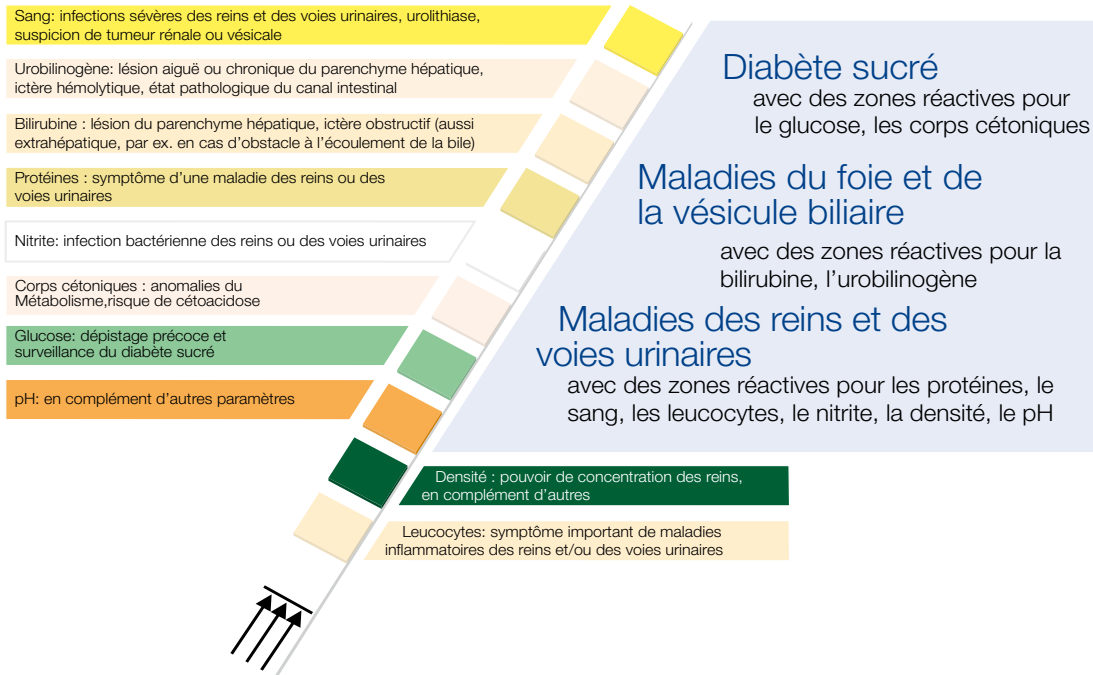 Sang: infections sévères des reins et des voies urinaires, urolithiase,
suspicion de tumeur rénale ou vésicale
Urobilinogène: lésion aiguë ou chronique du parenchyme hépatique,
ictère hémolytique, état pathologique du canal intestinal
Bilirubine : lésion du parenchyme hépatique, ictère obstructif (aussi
extrahépatique, par ex. en cas d'obstacle à l'écoulement de la bile)
Protéines : symptôme d'une maladie des reins ou des
voies urinaires
Nitrite: infection bactérienne des reins ou des voies urinaires
Corps cétoniques : anomalies du
Métabolisme,risque de cétoacidose
Glucose: dépistage précoce et
surveillance du diabète sucré
pH: en complément d'autres paramètres
Densité : pouvoir de concentration des reins,
en complément d'autres
Leucocytes: symptôme important de maladies
inflammatoires des reins et/ou des voies urinaires
Diabète sucré
avec des zones réactives pour
le glucose, les corps cétoniques
Maladies du foie et de
la vésicule biliaire
avec des zones réactives pour la
bilirubine, l'urobilinogène
Maladies des reins et des
voies urinaires
avec des zones réactives pour les protéines, le
sang, les leucocytes, le nitrite, la densité, le pH